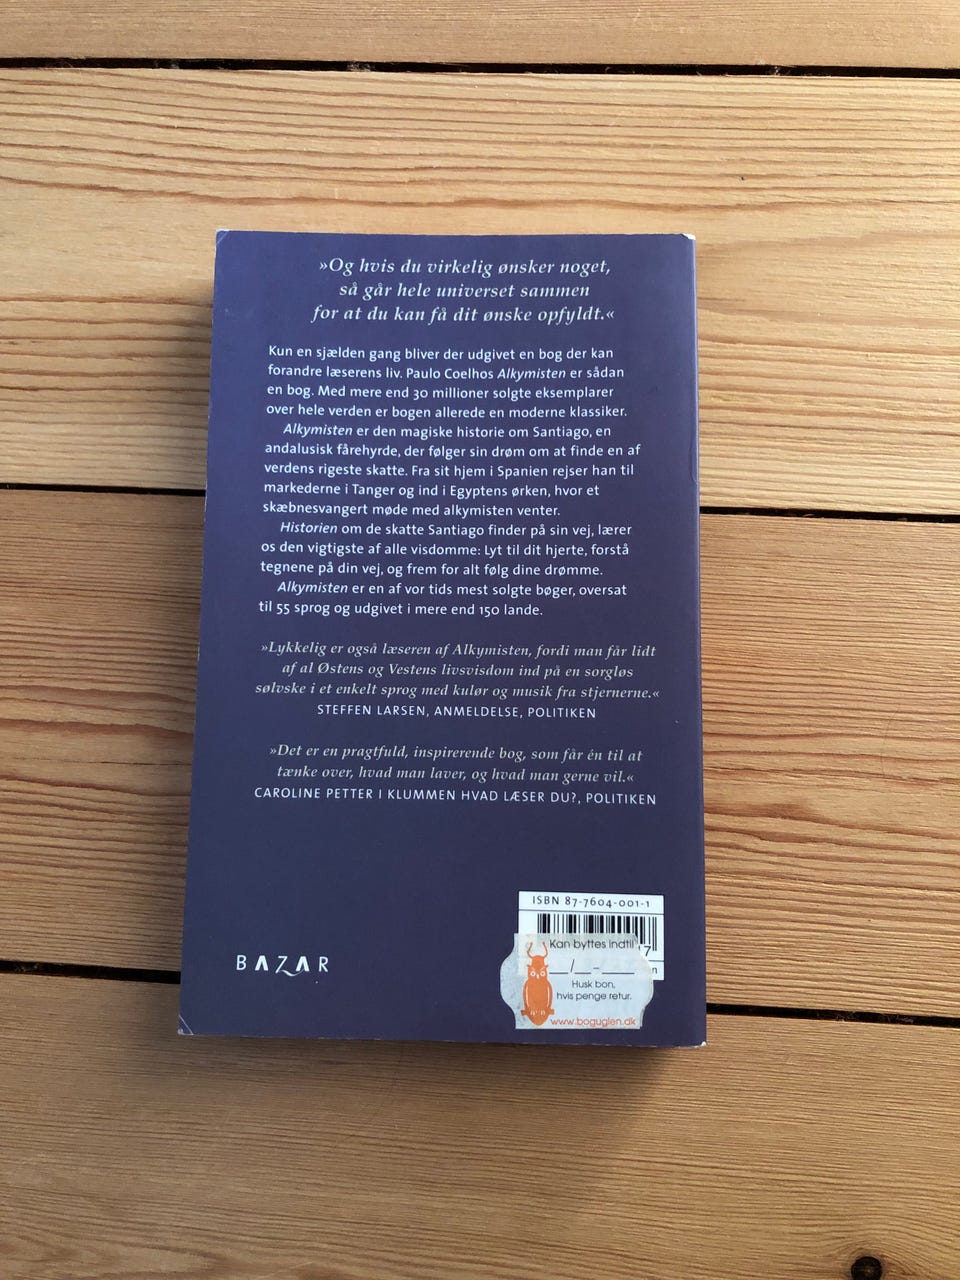 »Og hvis du virkelig ønsker noget,
så går hele universet sammen
for at du kan få dit ønske opfyldt.«
Kun en sjælden gang bliver der udgivet en bog der kan
forandre læserens liv. Paulo Coelhos Alkymisten er sådan
en bog. Med mere end 30 millioner solgte eksemplarer
over hele verden er bogen allerede en moderne klassiker.
Alkymisten er den magiske historie om Santiago, en
andalusisk fårehyrde, der følger sin drøm om at finde en af
verdens rigeste skatte. Fra sit hjem i Spanien rejser han til
markederne i Tanger og ind i Egyptens ørken, hvor et
skæbnesvangert møde med alkymisten venter.
Historien om de skatte Santiago finder på sin vej, lærer
os den vigtigste af alle visdomme: Lyt til dit hjerte, forstå
tegnene på din vej, og frem for alt følg dine drømme.
Alkymisten er en af vor tids mest solgte bøger, oversat
til 55 sprog og udgivet i mere end 150 lande.
»Lykkelig er også læseren af Alkymisten, fordi man får lidt
af al Østens og Vestens livsvisdom ind på en sorgløs
sølvske i et enkelt sprog med kulør og musik fra stjernerne.«
STEFFEN LARSEN, ANMELDELSE, POLITIKEN
»Det er en pragtfuld, inspirerende bog, som får én til at
tænke over, hvad man laver, og hvad man gerne vil.«
CAROLINE PETTER I KLUMMEN HVAD LÆSER DU?, POLITIKEN
ISBN 87-7604-001-1
Kan byttes indtil
__/__-____
Husk bon,
hvis penge retur.
www.boguglen.dk
BAZAR